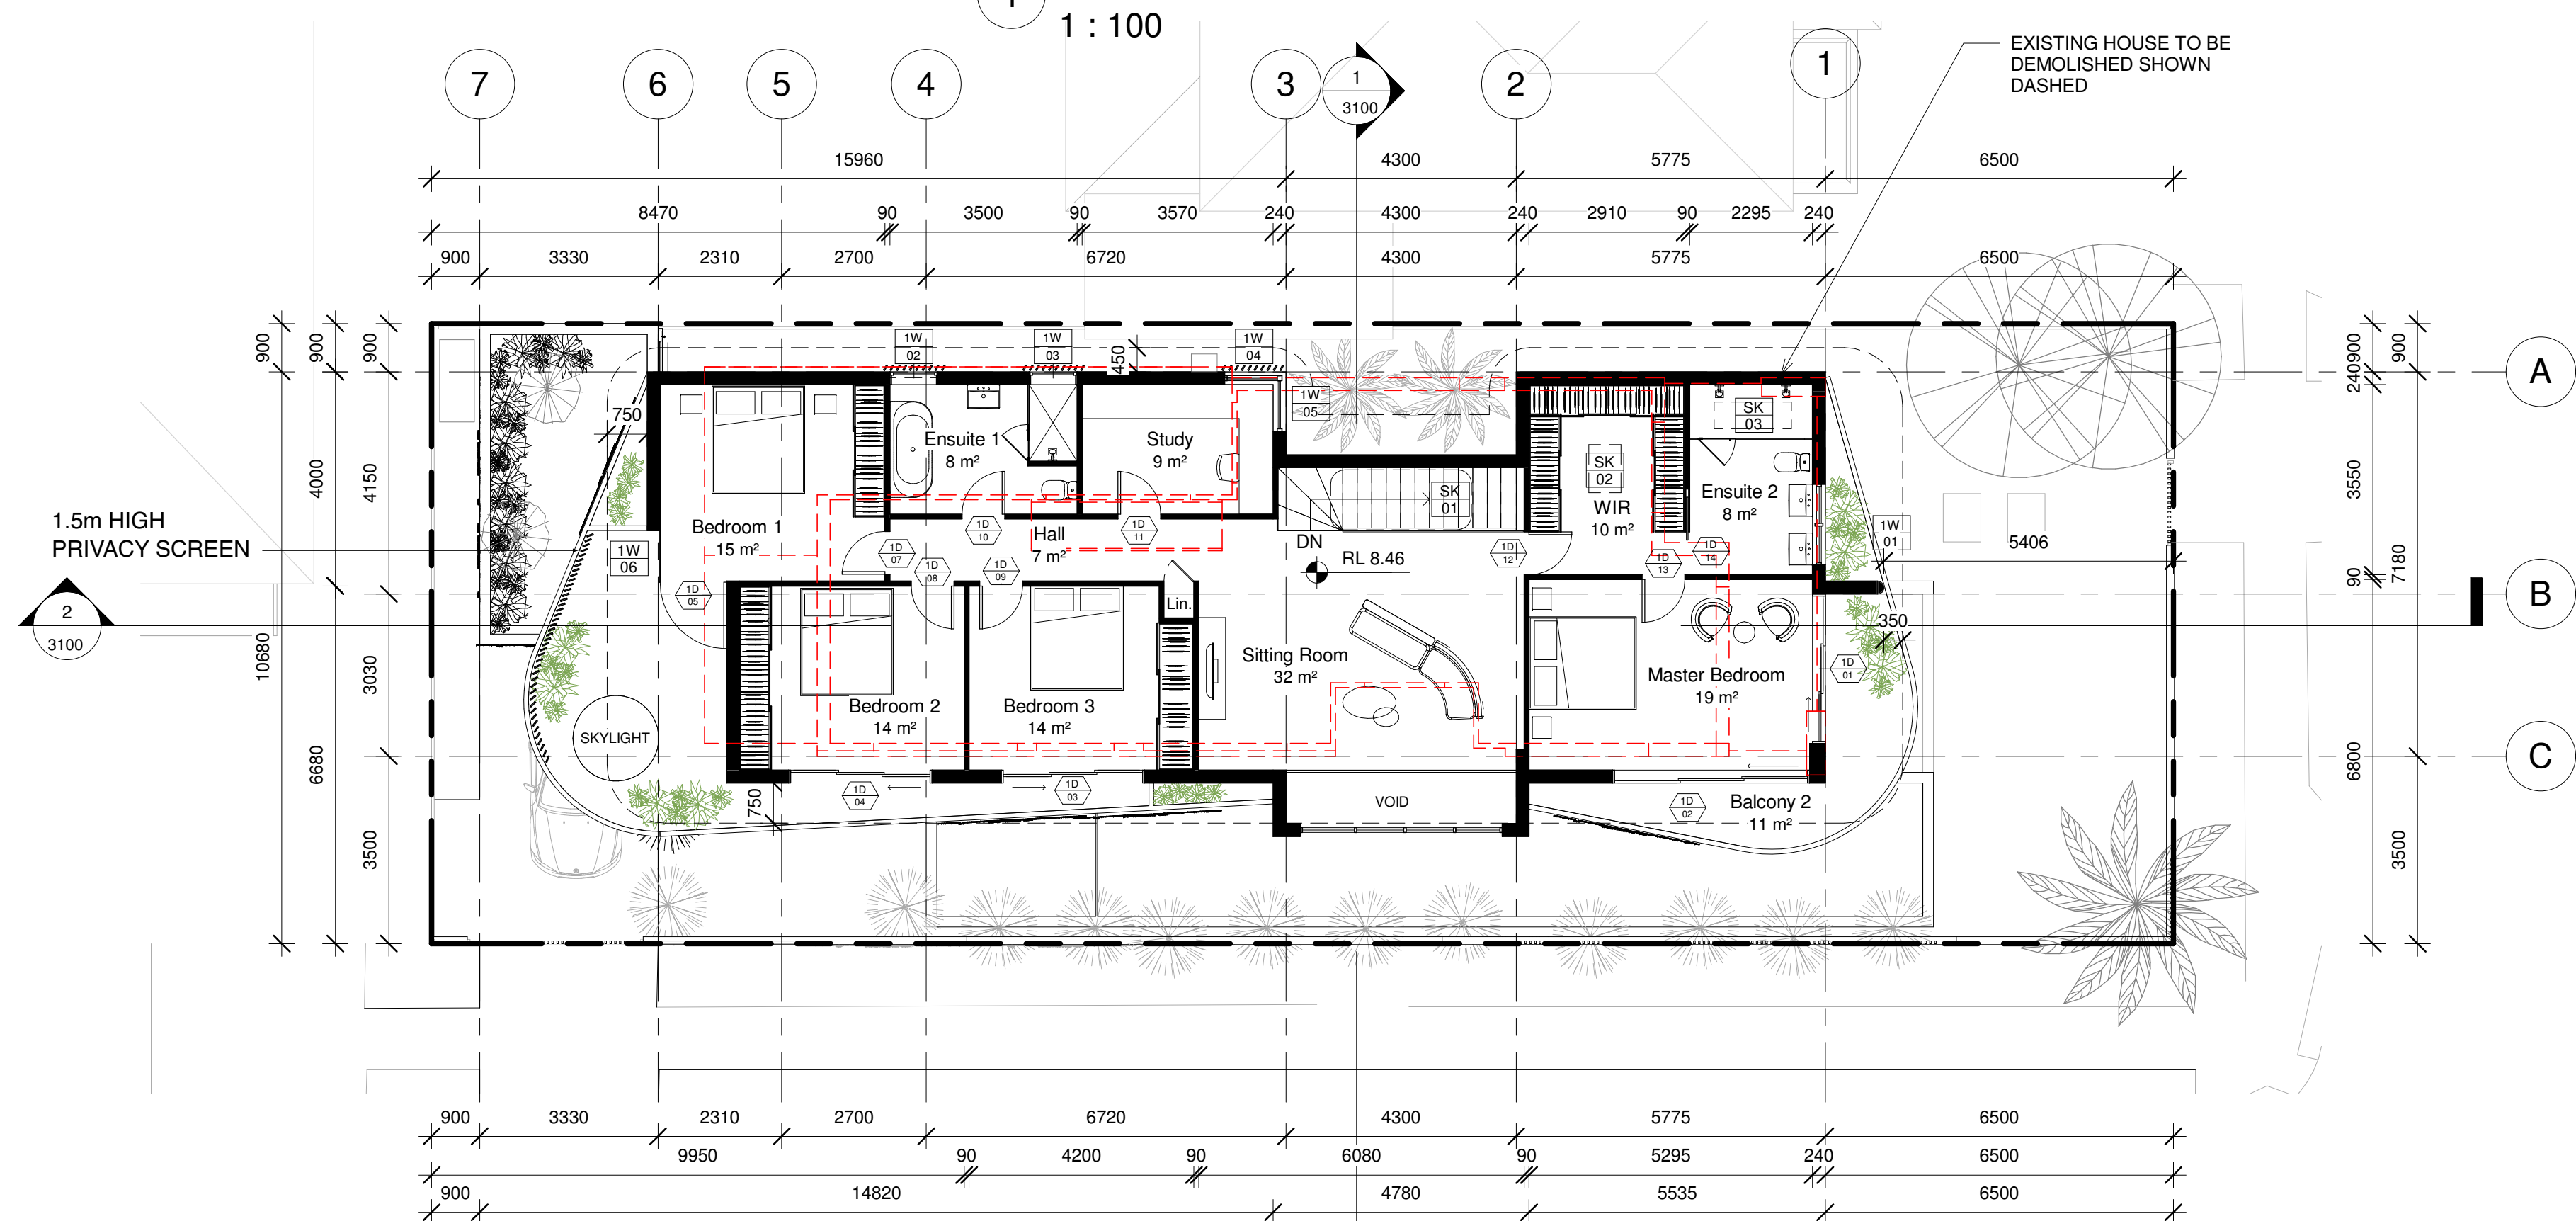 1 : 100
7
6
5
4
3
1
3100
2
1
EXISTING HOUSE TO BE
DEMOLISHED SHOWN
DASHED
15960 4300 5775 6500
8470 90 3500 90 3570 240 4300 240 2910 90 2295 240
900 3330 2310 2700 6720 4300 5775 6500
900 900 900
240 900 900
A
1W
02
1W
03
450
1W
04
1W
05
SK
03
750
4000
4150
3550
Ensuite 1
8 m²
Study
9 m²
SK
02
SK
01
WIR
10 m²
Ensuite 2
8 m²
1.5m HIGH
PRIVACY SCREEN
Bedroom 1
15 m²
1D
10
Hall
7 m²
1D
11
DN
RL 8.46
1D
12
1W
01
5406
1W
06
1D
07
1D
08
1D
09
1D
13
1D
14
90
7180
1D
05
Lin.
B
2
3100
10680
350
3030
Sitting Room
32 m²
Master Bedroom
19 m²
1D
01
Bedroom 2
14 m²
Bedroom 3
14 m²
SKYLIGHT
6680
6800
C
750
1D
04
1D
03
VOID
1D
02
Balcony 2
11 m²
3500
3500
900 3330 2310 2700 6720 4300 5775 6500
9950 90 4200 90 6080 90 5295 240 6500
900 14820 4780 5535 6500